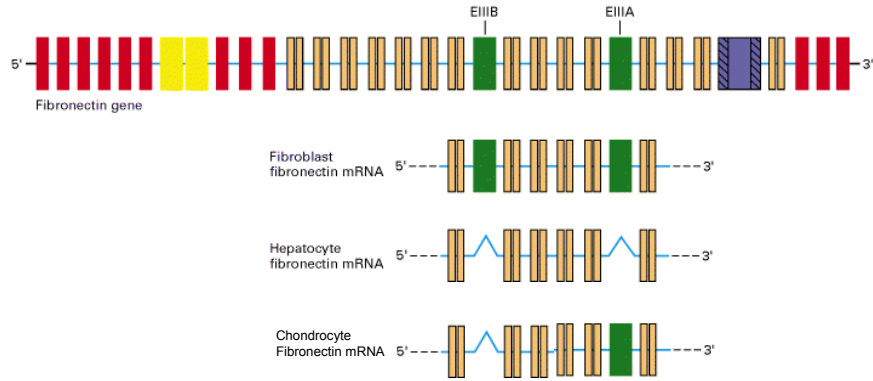 EIIIB EIIIA
5' 3'
Fibronectin gene
Fibroblast
fibronectin mRNA 5' 3'
Hepatocyte
fibronectin mRNA 5' 3'
Chondrocyte
Fibronectin mRNA 5' 3'